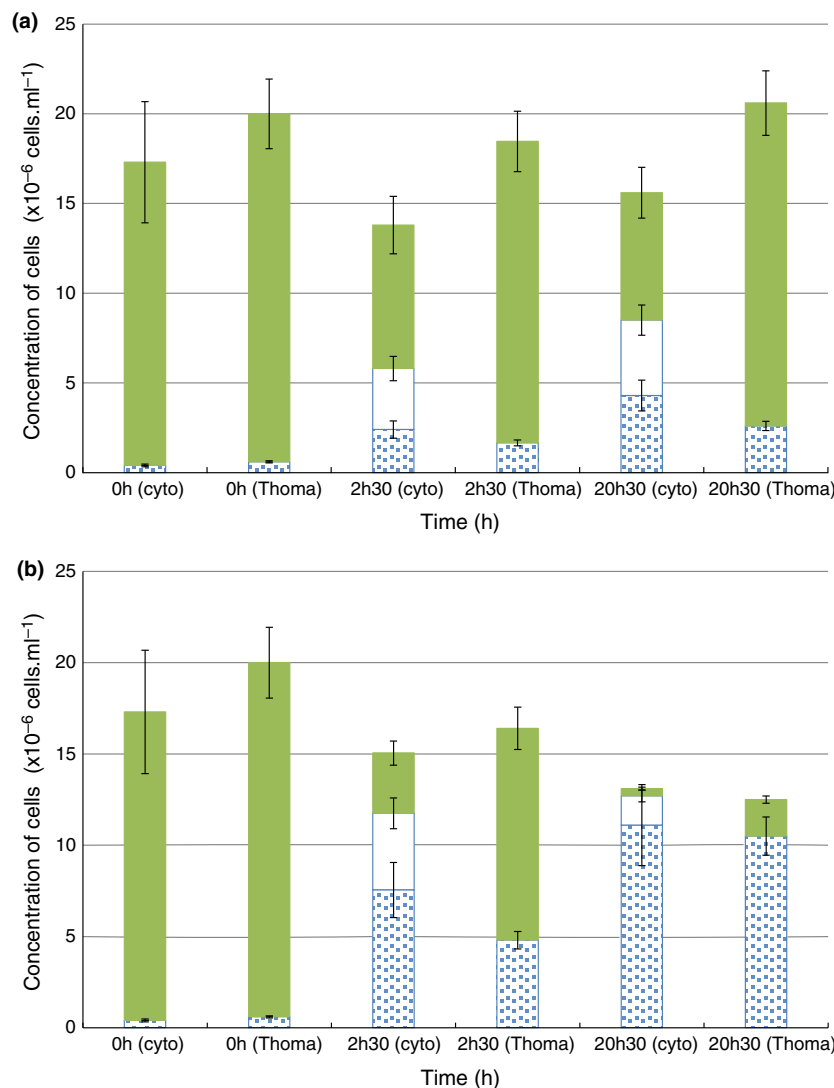 (a)
25
20
15
10
5
0
Concentration of cells (x10⁻⁶ cells.ml⁻¹)
0h (cyto) 0h (Thoma) 2h30 (cyto) 2h30 (Thoma) 20h30 (cyto) 20h30 (Thoma)
Time (h)
(b)
25
20
15
10
5
0
Concentration of cells (x10⁻⁶ cells.ml⁻¹)
0h (cyto) 0h (Thoma) 2h30 (cyto) 2h30 (Thoma) 20h30 (cyto) 20h30 (Thoma)
Time (h)